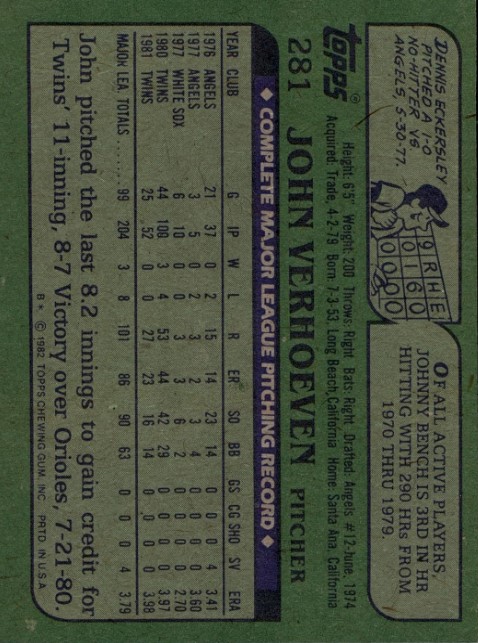 DENNIS ECKERSLEY
PITCHED A 1-0
NO-HITTER VS.
ANGELS, 5-30-77.
9 R H E
0 1 6 0
0 0 0 0
OF ALL ACTIVE PLAYERS,
JOHNNY BENCH IS 3RD IN HR
HITTING WITH 290 HRs FROM
1970 THRU 1979.
topps®
Height: 6'5" Weight: 200 Throws: Right Bats: Right Drafted: Angels #12-June, 1974
Acquired: Trade, 4-2-79 Born: 7-3-53, Long Beach, California Home: Santa Ana, California
281 JOHN VERHOEVEN PITCHER
◆ COMPLETE MAJOR LEAGUE PITCHING RECORD ◆
YEAR CLUB G IP W L R ER SO BB GS CG SHO SV ERA
1976 ANGELS 21 37 0 2 15 14 23 14 0 0 0 4 3.41
1977 ANGELS 3 5 0 2 3 2 3 4 0 0 0 0 3.60
1977 WHITE SOX 6 10 0 0 3 3 6 2 0 0 0 0 2.70
1980 TWINS 44 100 3 4 53 44 42 29 0 0 0 0 3.97
1981 TWINS 25 52 0 0 27 23 16 14 0 0 0 0 3.98
MAJOR LEA. TOTALS ...... 99 204 3 8 101 86 90 63 0 0 0 4 3.79
John pitched the last 8.2 innings to gain credit for
Twins' 11-inning, 8-7 Victory over Orioles, 7-21-80.
B* © 1982 TOPPS CHEWING GUM, INC. PRTD. IN U.S.A.